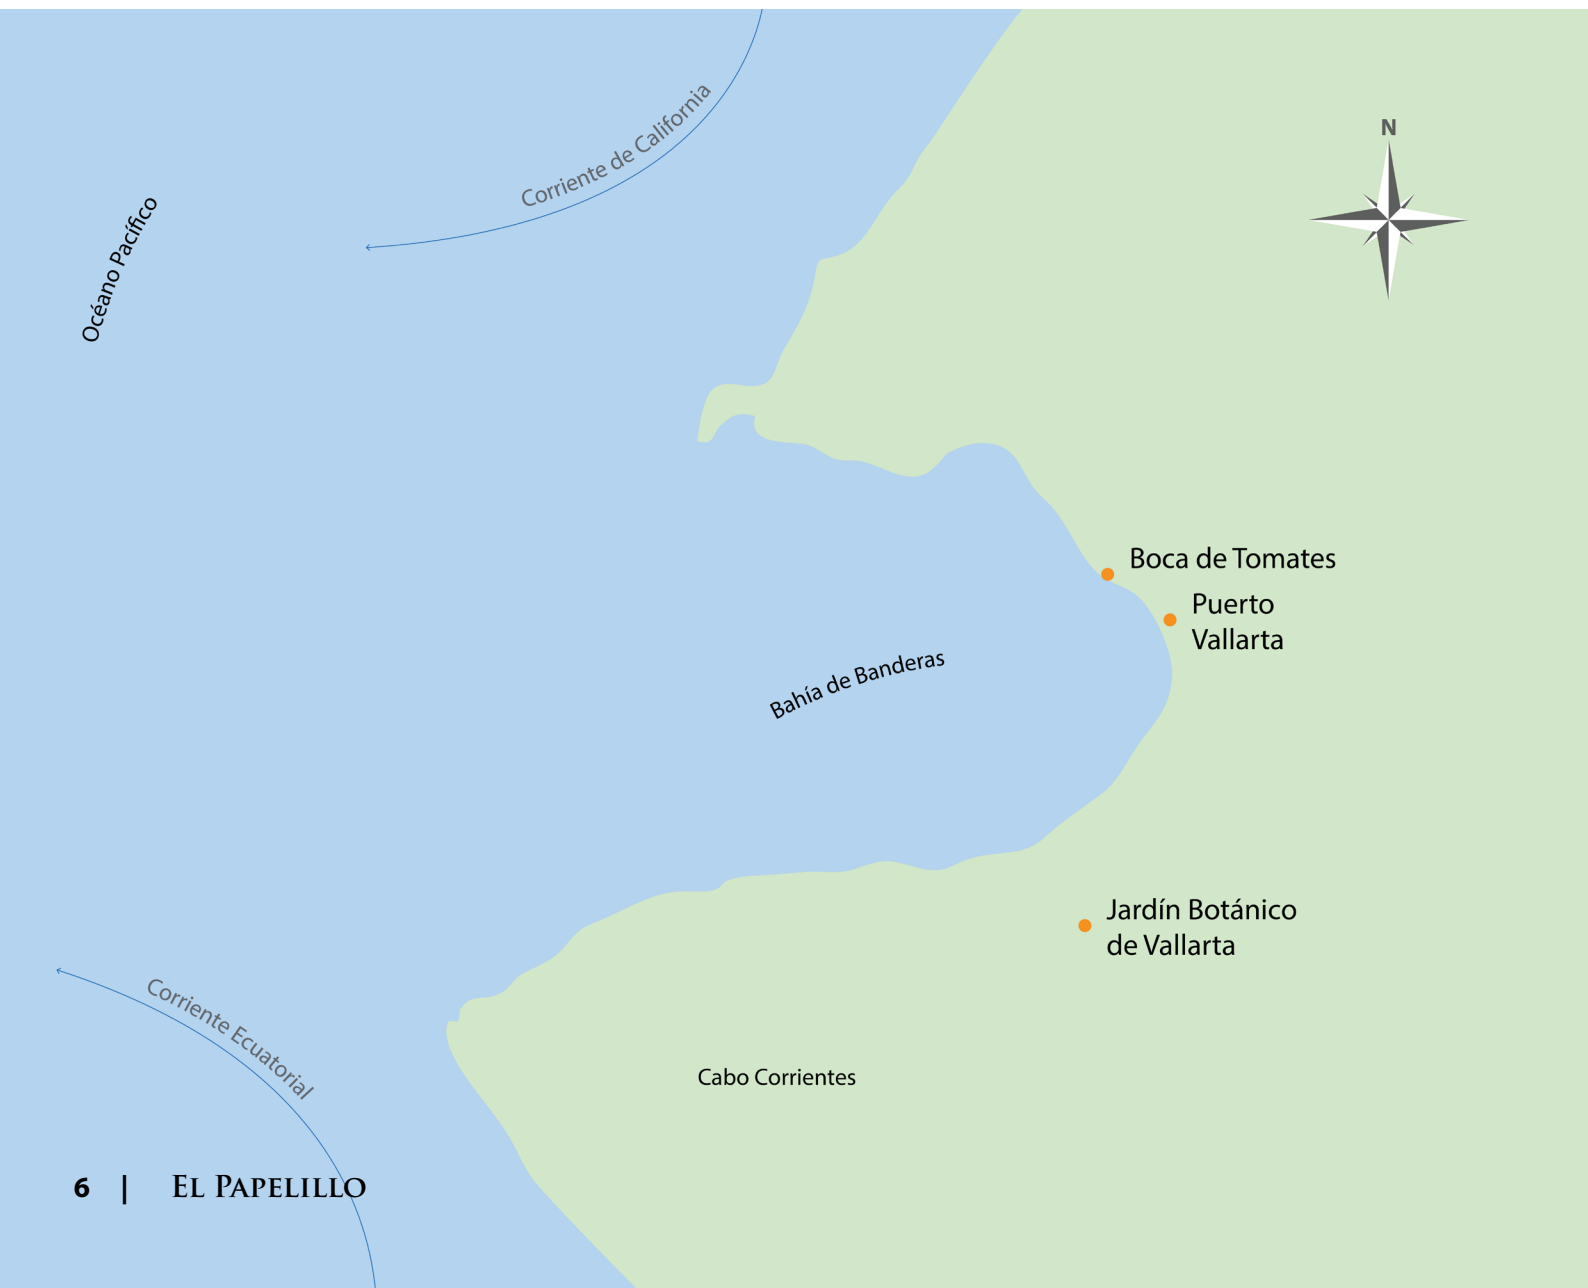 Corriente de California
N
Océano Pacífico
Boca de Tomates
Puerto
Vallarta
Bahía de Banderas
Jardín Botánico
de Vallarta
Corriente Ecuatorial
Cabo Corrientes
6 | El Papelillo